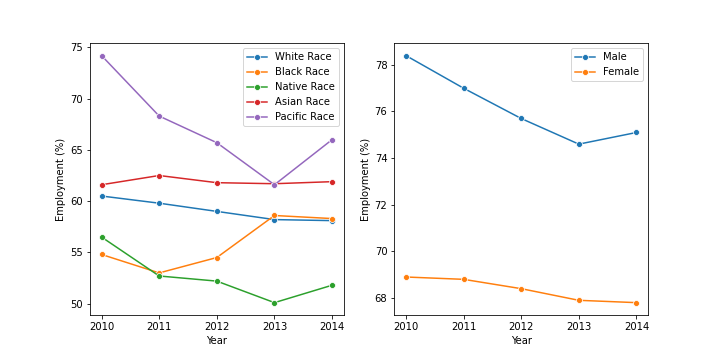 75
70
65
60
55
50
Employment (%)
2010 2011 2012 2013 2014
Year
White Race
Black Race
Native Race
Asian Race
Pacific Race
78
76
74
72
70
68
Employment (%)
2010 2011 2012 2013 2014
Year
Male
Female